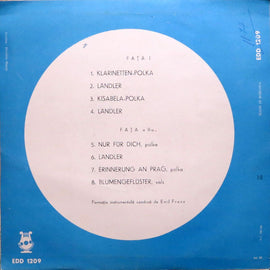 EDD 1209
FAȚA I
1. KLARINETTEN-POLKA
2. LÄNDLER
3. KISABELA-POLKA
4. LÄNDLER
FAȚA a II-a
5. NUR FÜR DICH, polka
6. LÄNDLER
7. ERINNERUNG AN PRAG, polka
8. BLUMENGEFLÜSTER, vals
Formație instrumentală condusă de Emil
EDD 1209